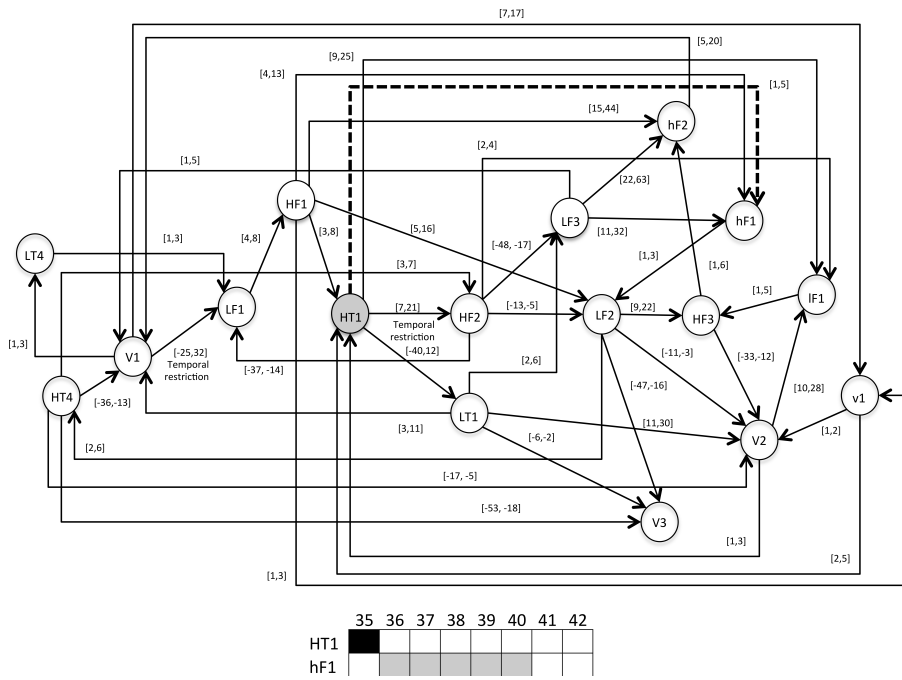 [7,17]
[5,20]
[9,25]
[4,13]
[1,5]
[15,44]
hF2
[2,4]
[1,5]
[22,63]
HF1
LF3
hF1
[5,16]
[11,32]
[1,3]
[4,8]
[3,8]
[-48, -17]
LT4
[1,3]
[3,7]
[1,6]
[1,5]
lF1
LF1
HT1
[7,21]
Temporal
restriction
HF2
[-13,-5]
LF2
[9,22]
HF3
[1,3]
V1
[-25,32]
Temporal
restriction
[-40,12]
[-37, -14]
[2,6]
[-11,-3]
[-33,-12]
[-47,-16]
[10,28]
HT4
[-36,-13]
LT1
v1
[3,11]
[11,30]
[-6,-2]
V2
[1,2]
[2,6]
[-17, -5]
[-53, -18]
V3
[1,3]
[1,3]
[2,5]
35 36 37 38 39 40 41 42
HT1
hF1